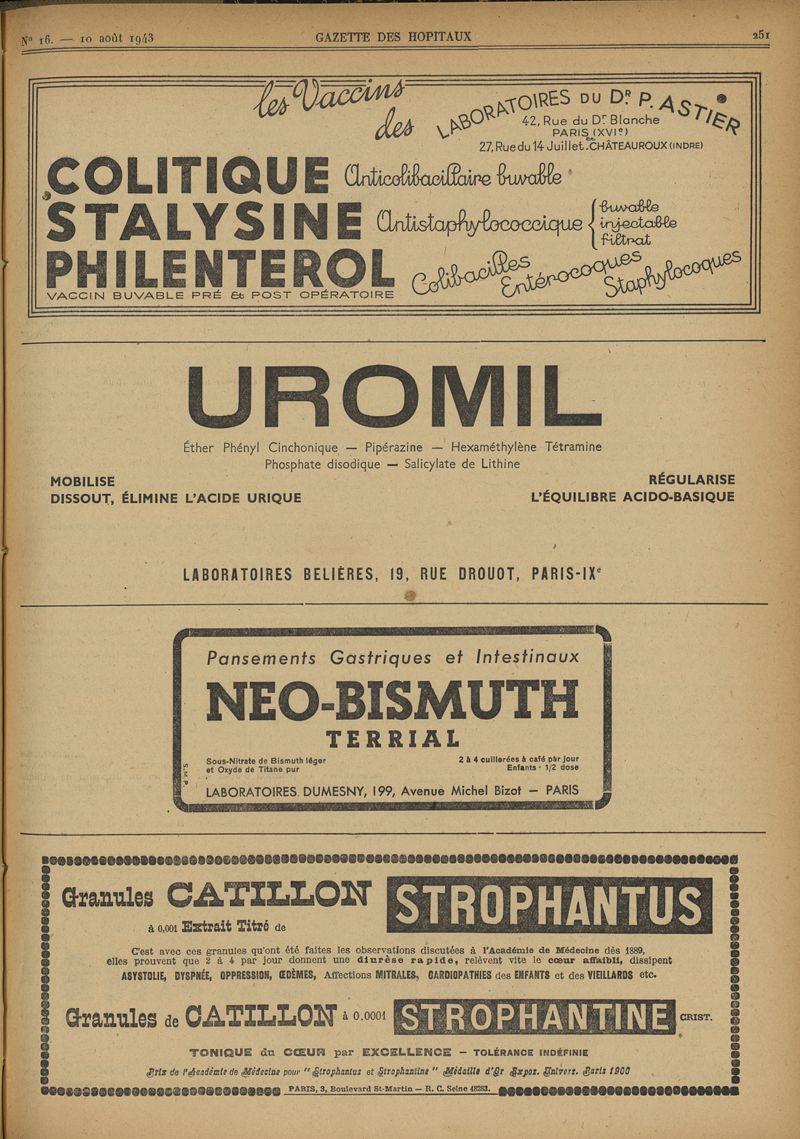 N° 16. — 10 août 1943
GAZETTE DES HOPITAUX
251
les Vaccins
des
LABORATOIRES DU Dr. P. ASTIER
42, Rue du Dr Blanche
PARIS (XVIe)
et
27, Rue du 14 Juillet. CHÂTEAUROUX (INDRE)
COLITIQUE Anticolibacillaire buvable
STALYSINE Antistaphylococcique { buvable
injectable
filtrat
PHILENTEROL Colibacilles
Entérocoques
Staphylocoques
VACCIN BUVABLE PRÉ & POST OPÉRATOIRE
UROMIL
Éther Phényl Cinchonique — Pipérazine — Hexaméthylène Tétramine
Phosphate disodique — Salicylate de Lithine
MOBILISE
DISSOUT, ÉLIMINE L'ACIDE URIQUE
RÉGULARISE
L'ÉQUILIBRE ACIDO-BASIQUE
LABORATOIRES BELIÈRES, 19, RUE DROUOT, PARIS-IXe
Pansements Gastriques et Intestinaux
NEO-BISMUTH
TERRIAL
Sous-Nitrate de Bismuth léger
et Oxyde de Titane pur
2 à 4 cuillerées à café par jour
Enfants · 1/2 dose
S.M.P.
LABORATOIRES DUMESNY, 199, Avenue Michel Bizot — PARIS
Granules CATILLON STROPHANTUS
à 0,001 Extrait Titré de
C'est avec ces granules qu'ont été faites les observations discutées à l'Académie de Médecine dès 1889,
elles prouvent que 2 à 4 par jour donnent une diurèse rapide, relèvent vite le cœur affaibli, dissipent
ASYSTOLIE, DYSPNÉE, OPPRESSION, ŒDÈMES, Affections MITRALES, CARDIOPATHIES des ENFANTS et des VIEILLARDS etc.
Granules de CATILLON à 0.0001 STROPHANTINE CRIST.
TONIQUE du CŒUR par EXCELLENCE — TOLÉRANCE INDÉFINIE
Prix de l'Académie de Médecine pour "Strophantus et Strophantine" Médaille d'Or Expos. Univers. Paris 1900
PARIS, 3, Boulevard St-Martin — R. C. Seine 48283.